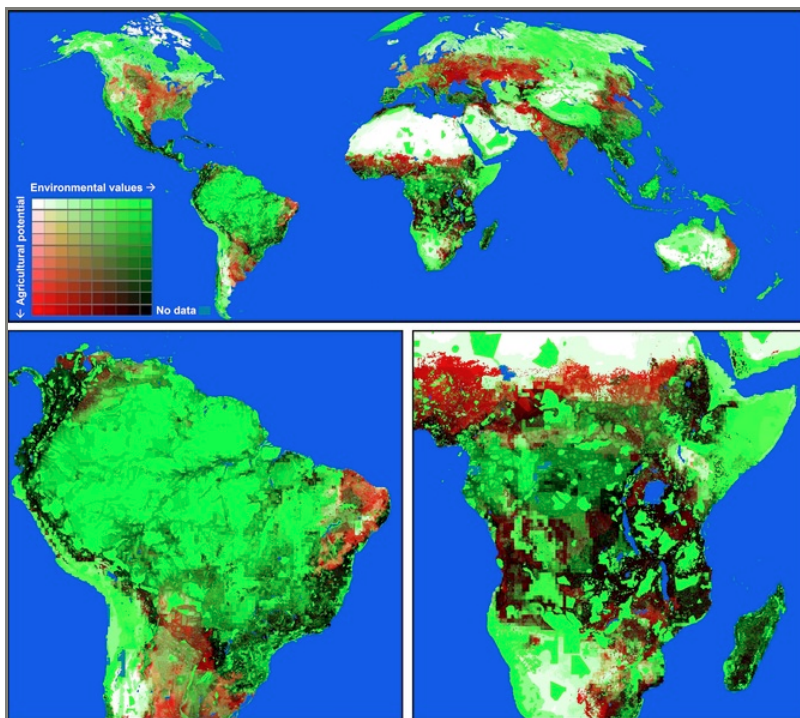 Environmental values →
← Agricultural potential
No data